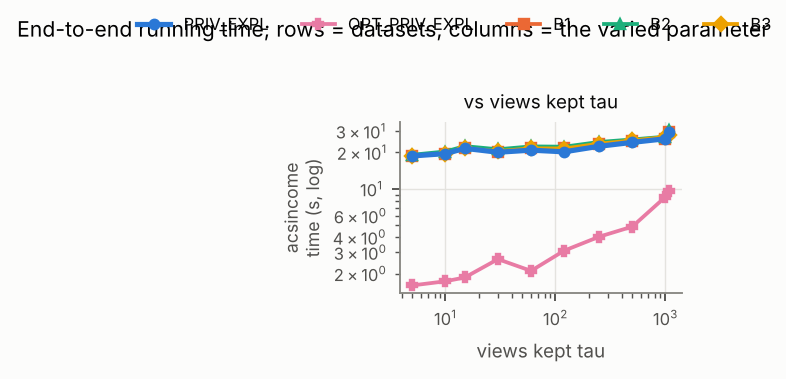 PRIV_EXPL OPT_PRIV_EXPL B1 B2 B3
End-to-end running time; rows = datasets, columns = the varied parameter
vs views kept tau
3 × 10¹
2 × 10¹
10¹
6 × 10⁰
4 × 10⁰
3 × 10⁰
2 × 10⁰
acsincome
time (s, log)
10¹ 10² 10³
views kept tau